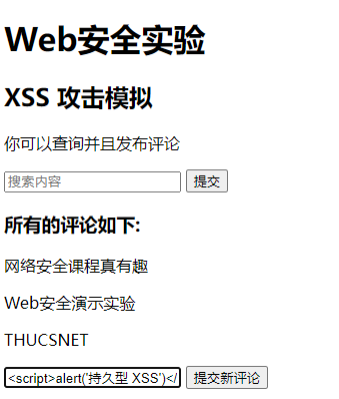 Web安全实验
XSS 攻击模拟
你可以查询并且发布评论
搜索内容 提交
所有的评论如下:
网络安全课程真有趣
Web安全演示实验
THUCSNET
<script>alert('持久型 XSS')</ 提交新评论